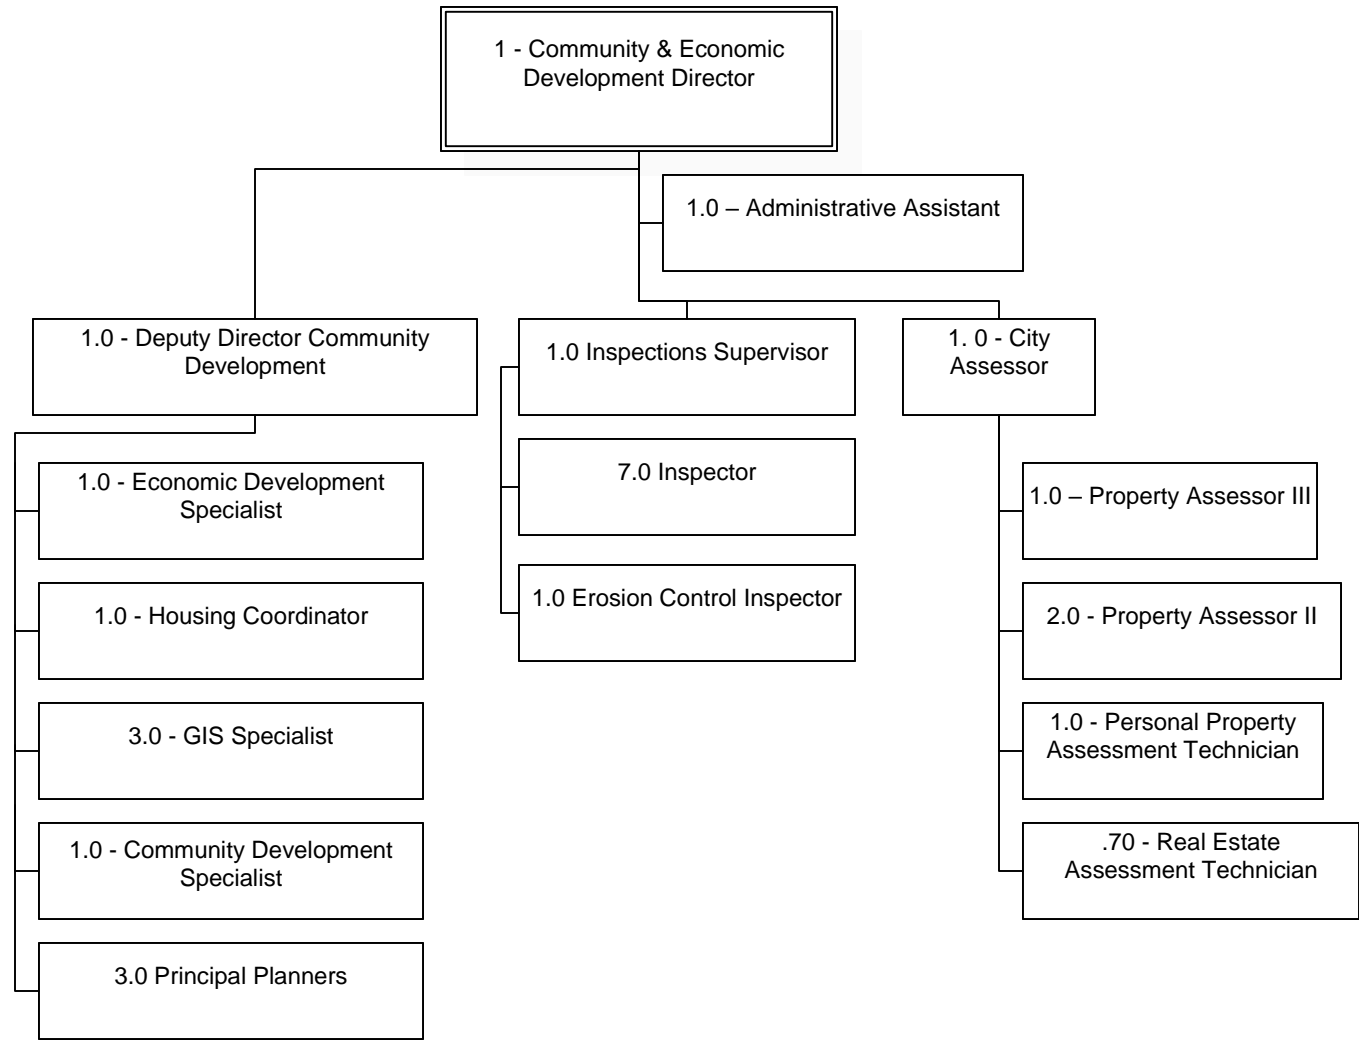 1 - Community & Economic
Development Director
1.0 – Administrative Assistant
1.0 - Deputy Director Community
Development
1.0 - Economic Development
Specialist
1.0 - Housing Coordinator
3.0 - GIS Specialist
1.0 - Community Development
Specialist
3.0 Principal Planners
1.0 Inspections Supervisor
7.0 Inspector
1.0 Erosion Control Inspector
1. 0 - City
Assessor
1.0 – Property Assessor III
2.0 - Property Assessor II
1.0 - Personal Property
Assessment Technician
.70 - Real Estate
Assessment Technician